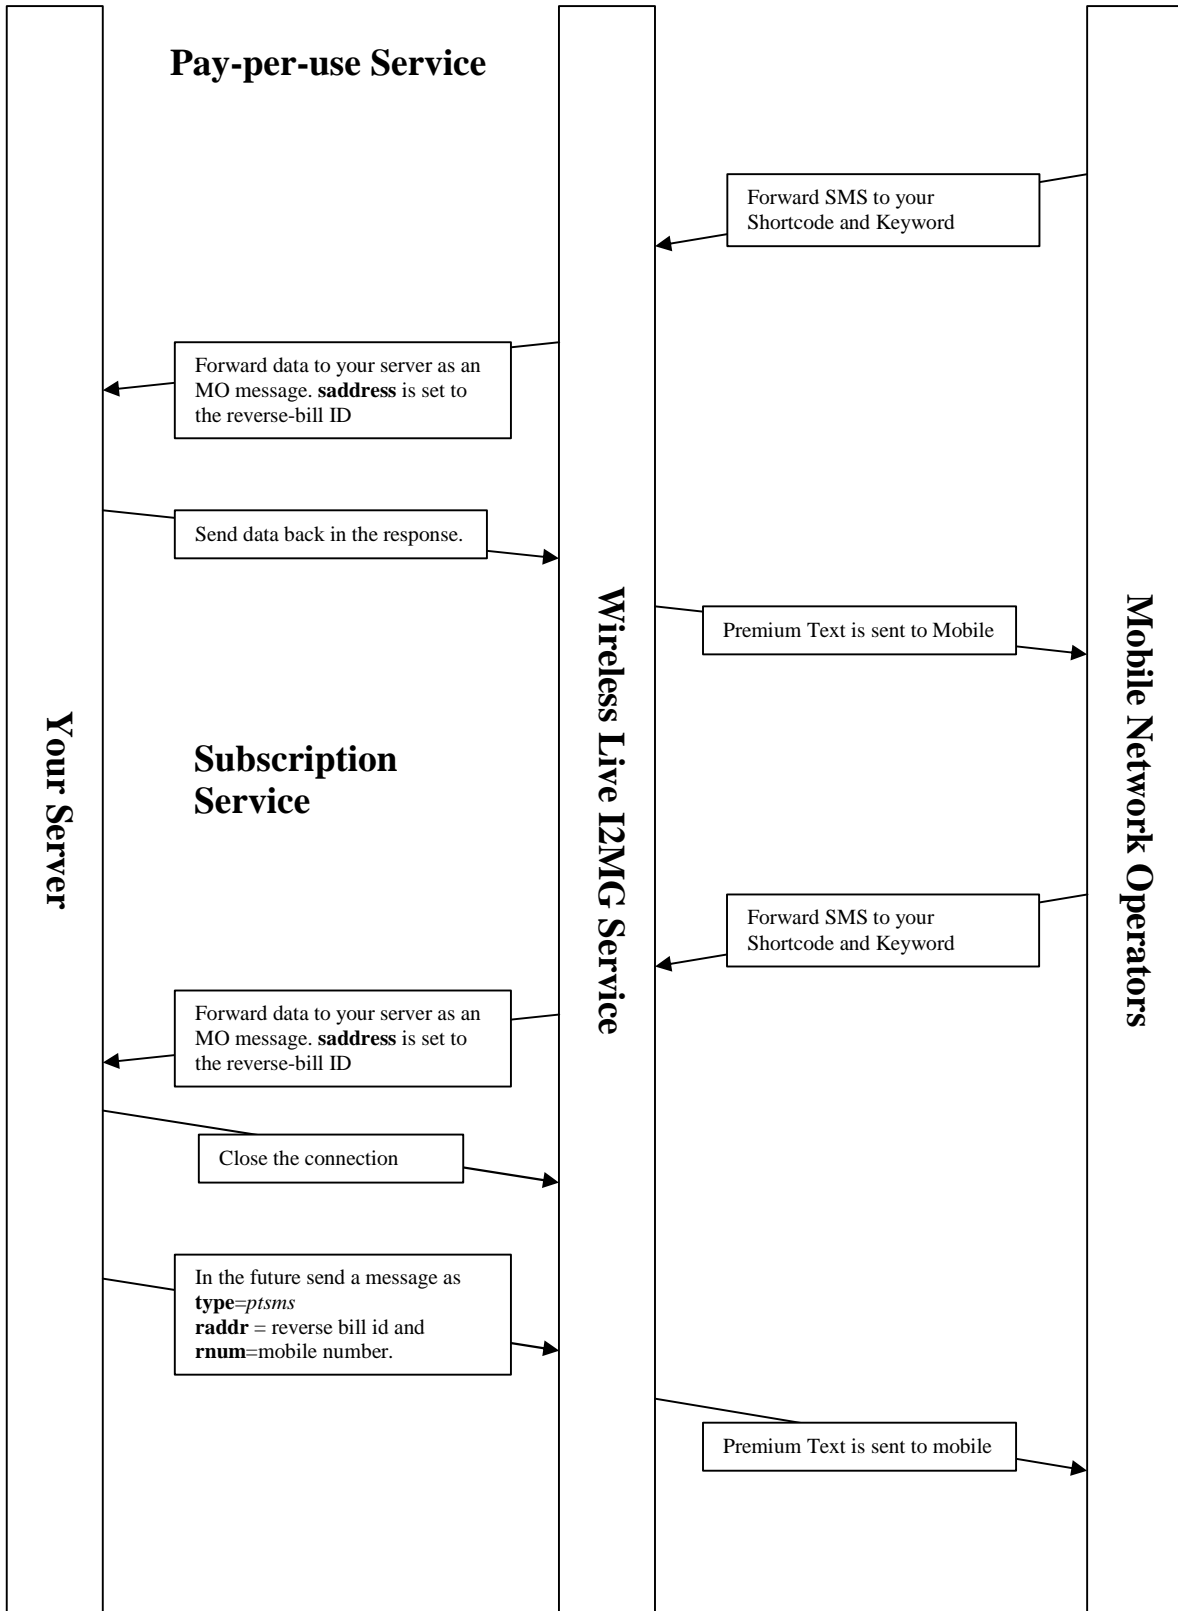 Pay-per-use Service
Forward SMS to your
Shortcode and Keyword
Forward data to your server as an
MO message. saddress is set to
the reverse-bill ID
Send data back in the response.
Premium Text is sent to Mobile
Your Server
Wireless Live I2MG Service
Mobile Network Operators
Subscription
Service
Forward SMS to your
Shortcode and Keyword
Forward data to your server as an
MO message. saddress is set to
the reverse-bill ID
Close the connection
In the future send a message as
type=ptsms
raddr = reverse bill id and
rnum=mobile number.
Premium Text is sent to mobile